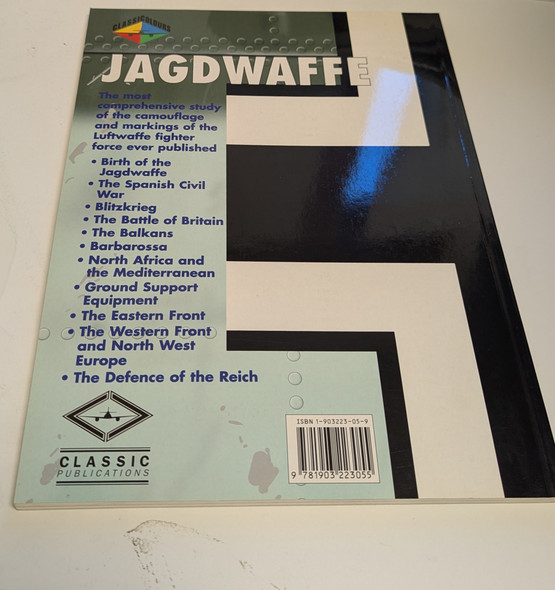 CLASSIC COLOURS
JAGDWAFFE
The most
comprehensive study
of the camouflage
and markings of the
Luftwaffe fighter
force ever published
• Birth of the
Jagdwaffe
• The Spanish Civil
War
• Blitzkrieg
• The Battle of Britain
• The Balkans
• Barbarossa
• North Africa and
the Mediterranean
• Ground Support
Equipment
• The Eastern Front
• The Western Front
and North West
Europe
• The Defence of the Reich
CLASSIC
PUBLICATIONS
ISBN 1-903223-05-9
9 781903 223055